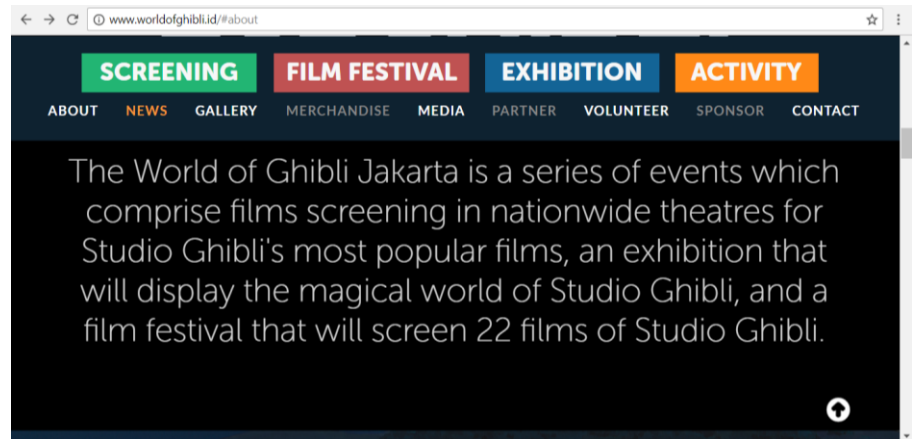 www.worldofghibli.id/#about
SCREENING FILM FESTIVAL EXHIBITION ACTIVITY
ABOUT NEWS GALLERY MERCHANDISE MEDIA PARTNER VOLUNTEER SPONSOR CONTACT
The World of Ghibli Jakarta is a series of events which
comprise films screening in nationwide theatres for
Studio Ghibli's most popular films, an exhibition that
will display the magical world of Studio Ghibli, and a
film festival that will screen 22 films of Studio Ghibli.